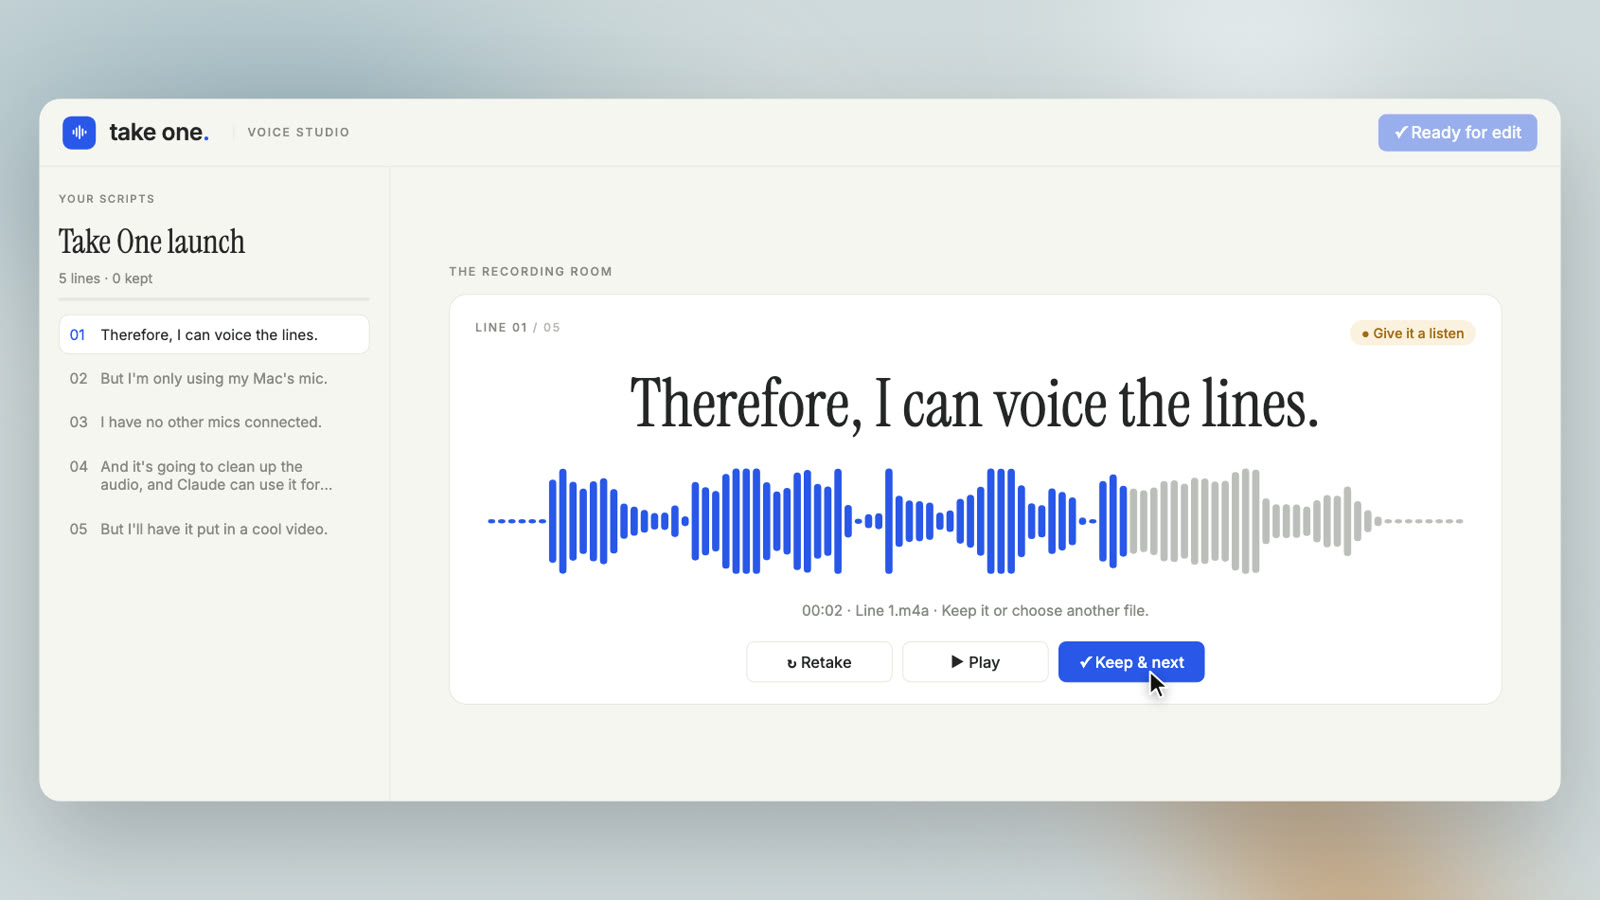 take one.
VOICE STUDIO
✓ Ready for edit
YOUR SCRIPTS
Take One launch
5 lines · 0 kept
01 Therefore, I can voice the lines.
02 But I'm only using my Mac's mic.
03 I have no other mics connected.
04 And it's going to clean up the
audio, and Claude can use it for...
05 But I'll have it put in a cool video.
THE RECORDING ROOM
LINE 01 / 05
● Give it a listen
Therefore, I can voice the lines.
00:02 · Line 1.m4a · Keep it or choose another file.
↻ Retake
▶ Play
✓ Keep & next